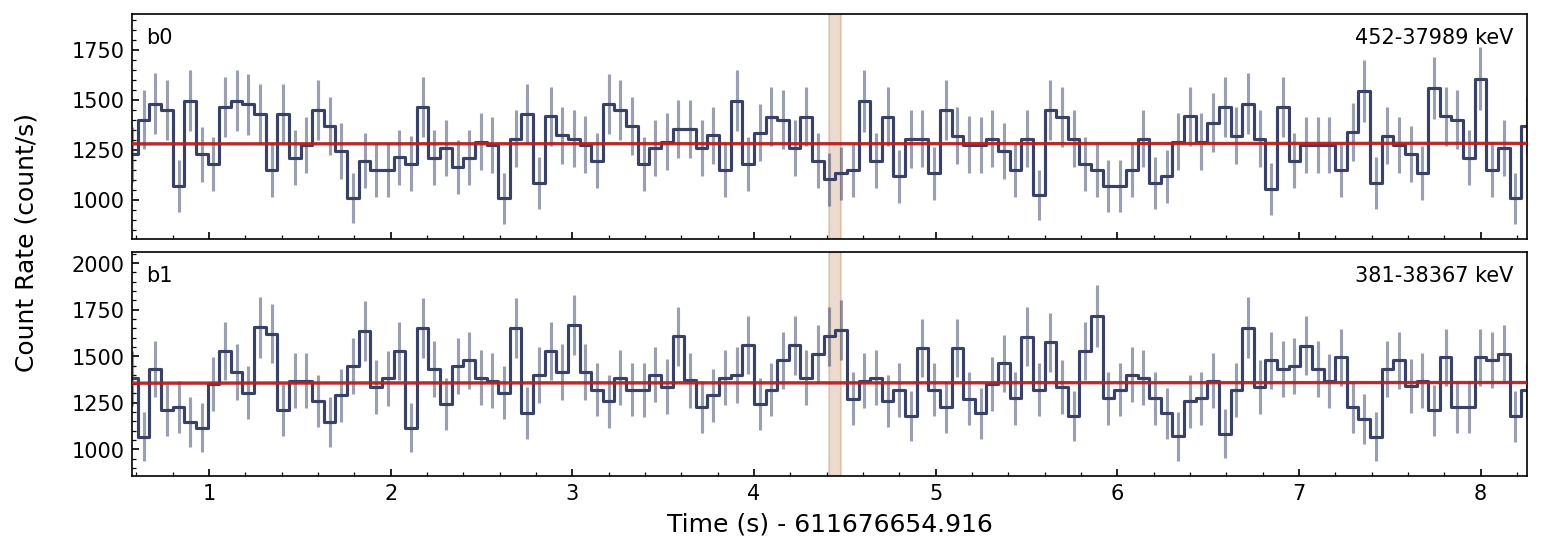 b0
452-37989 keV
1750
1500
1250
1000
b1
381-38367 keV
2000
1750
1500
1250
1000
Count Rate (count/s)
1 2 3 4 5 6 7 8
Time (s) - 611676654.916